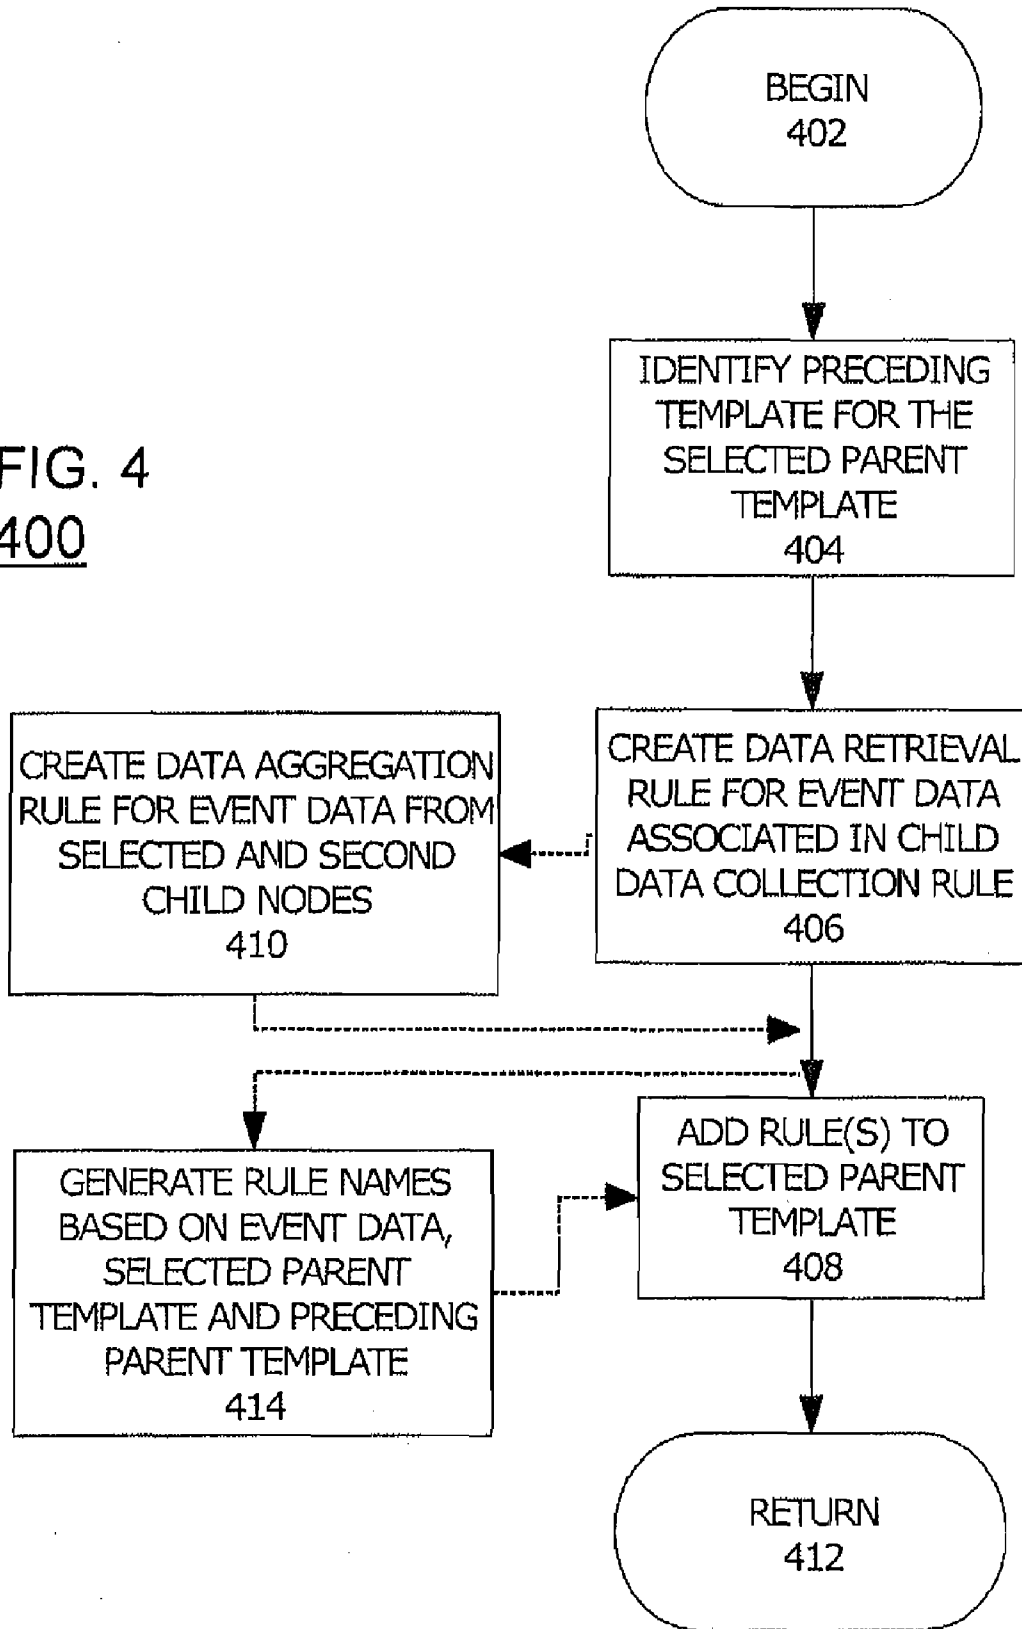 BEGIN
402
IDENTIFY PRECEDING
TEMPLATE FOR THE
SELECTED PARENT
TEMPLATE
404
FIG. 4
400
CREATE DATA AGGREGATION
RULE FOR EVENT DATA FROM
SELECTED AND SECOND
CHILD NODES
410
CREATE DATA RETRIEVAL
RULE FOR EVENT DATA
ASSOCIATED IN CHILD
DATA COLLECTION RULE
406
GENERATE RULE NAMES
BASED ON EVENT DATA,
SELECTED PARENT
TEMPLATE AND PRECEDING
PARENT TEMPLATE
414
ADD RULE(S) TO
SELECTED PARENT
TEMPLATE
408
RETURN
412